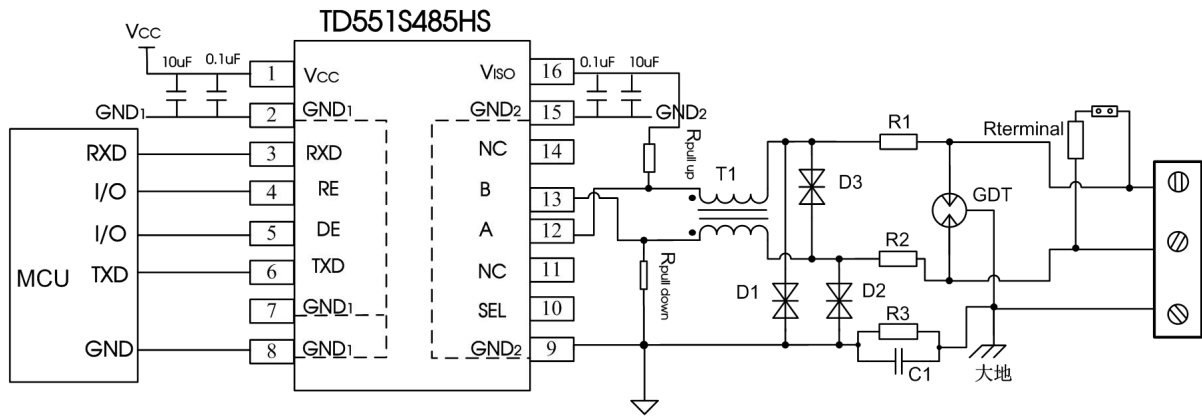 TD551S485HS
VCC
10uF 0.1uF
GND1
MCU
RXD
I/O
I/O
TXD
GND
1 VCC
2 GND1
3 RXD
4 RE
5 DE
6 TXD
7 GND1
8 GND1
VISO 16
GND2 15
NC 14
B 13
A 12
NC 11
SEL 10
GND2 9
0.1uF 10uF
GND2
Rpull up
Rpull down
T1
D3
D1
D2
R1
R2
R3
C1
GDT
Rterminal
大地